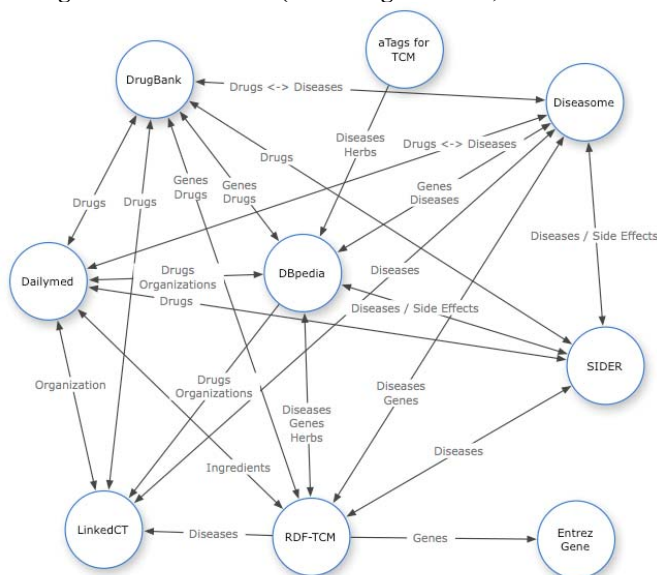 aTags for
TCM
DrugBank
Drugs <-> Diseases
Diseasome
Diseases
Herbs
Drugs <-> Diseases
Drugs
Genes
Drugs
Genes
Drugs
Genes
Diseases
Drugs
Drugs
Diseases / Side Effects
Dailymed
Drugs
Organizations
DBpedia
Diseases
Drugs
Diseases / Side Effects
SIDER
Organization
Drugs
Organizations
Diseases
Genes
Diseases
Genes
Herbs
Diseases
Ingredients
LinkedCT
Diseases
RDF-TCM
Genes
Entrez
Gene